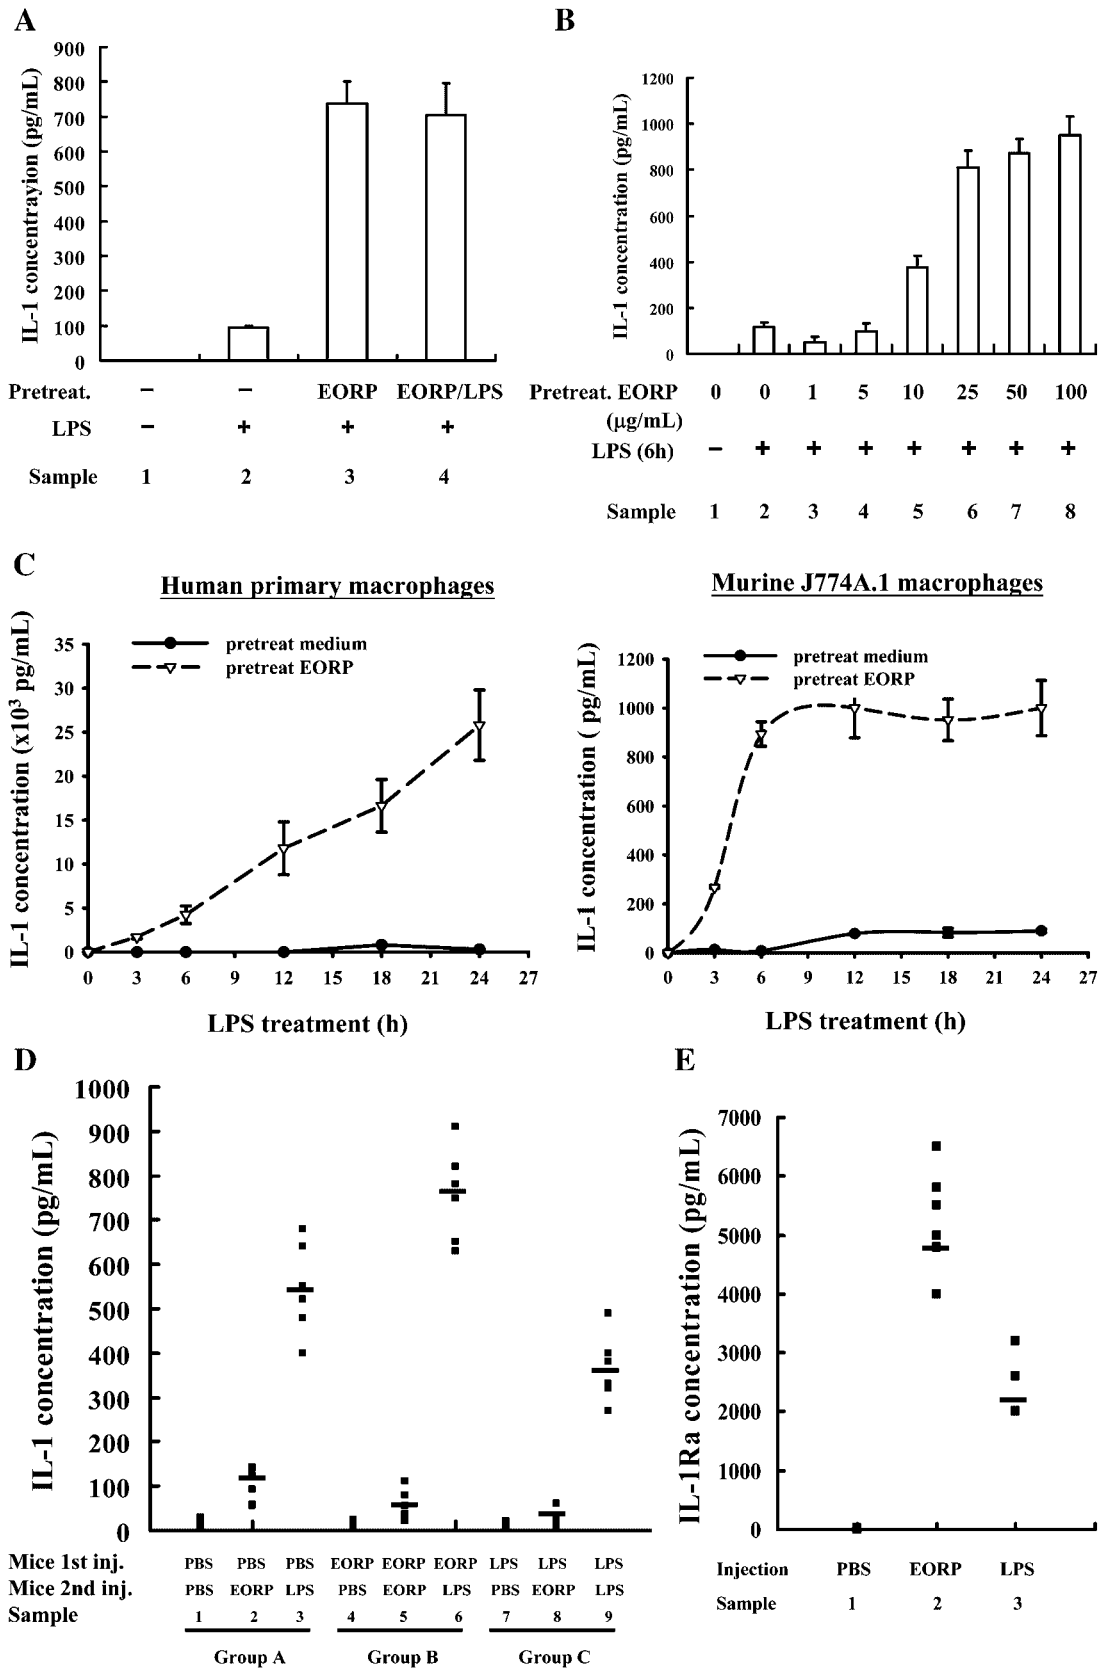 A
IL-1 concentrayion (pg/mL)
900
800
700
600
500
400
300
200
100
0
Pretreat. – – EORP EORP/LPS
LPS – + + +
Sample 1 2 3 4
B
IL-1 concentration (pg/mL)
1200
1000
800
600
400
200
0
Pretreat. EORP 0 0 1 5 10 25 50 100
(µg/mL)
LPS (6h) – + + + + + + +
Sample 1 2 3 4 5 6 7 8
C
Human primary macrophages
pretreat medium
pretreat EORP
IL-1 concentration (x10³ pg/mL)
35
30
25
20
15
10
5
0
0 3 6 9 12 15 18 21 24 27
LPS treatment (h)
Murine J774A.1 macrophages
pretreat medium
pretreat EORP
IL-1 concentration ( pg/mL)
1200
1000
800
600
400
200
0
0 3 6 9 12 15 18 21 24 27
LPS treatment (h)
D
IL-1 concentration (pg/mL)
1000
900
800
700
600
500
400
300
200
100
0
Mice 1st inj. PBS PBS PBS EORP EORP EORP LPS LPS LPS
Mice 2nd inj. PBS EORP LPS PBS EORP LPS PBS EORP LPS
Sample 1 2 3 4 5 6 7 8 9
Group A Group B Group C
E
IL-1Ra concentration (pg/mL)
7000
6000
5000
4000
3000
2000
1000
0
Injection PBS EORP LPS
Sample 1 2 3